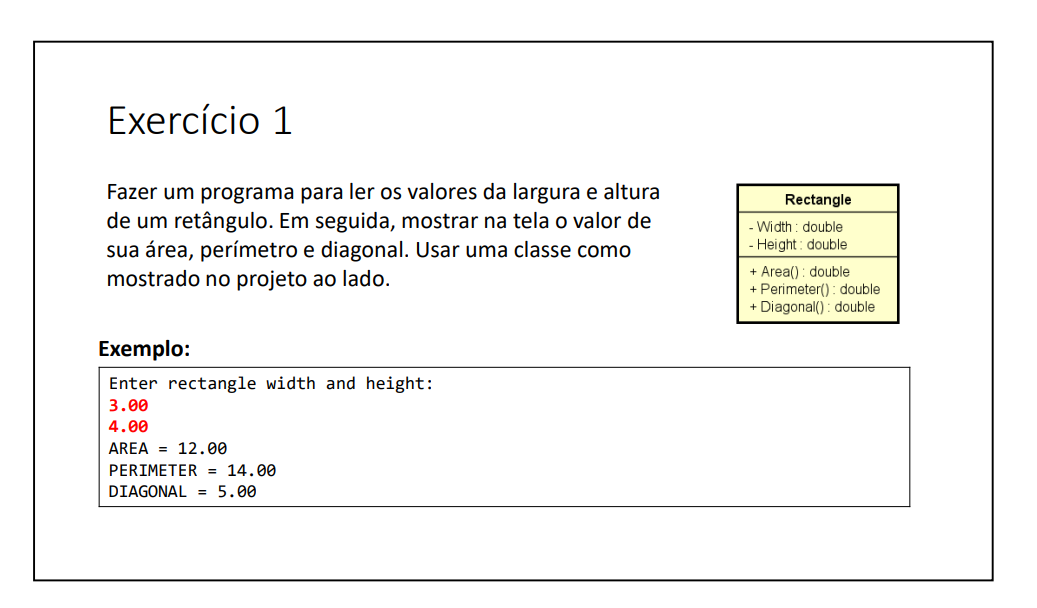 Exercício 1
Fazer um programa para ler os valores da largura e altura
de um retângulo. Em seguida, mostrar na tela o valor de
sua área, perímetro e diagonal. Usar uma classe como
mostrado no projeto ao lado.
Rectangle
- Width : double
- Height : double
+ Area() : double
+ Perimeter() : double
+ Diagonal() : double
Exemplo:
Enter rectangle width and height:
3.00
4.00
AREA = 12.00
PERIMETER = 14.00
DIAGONAL = 5.00